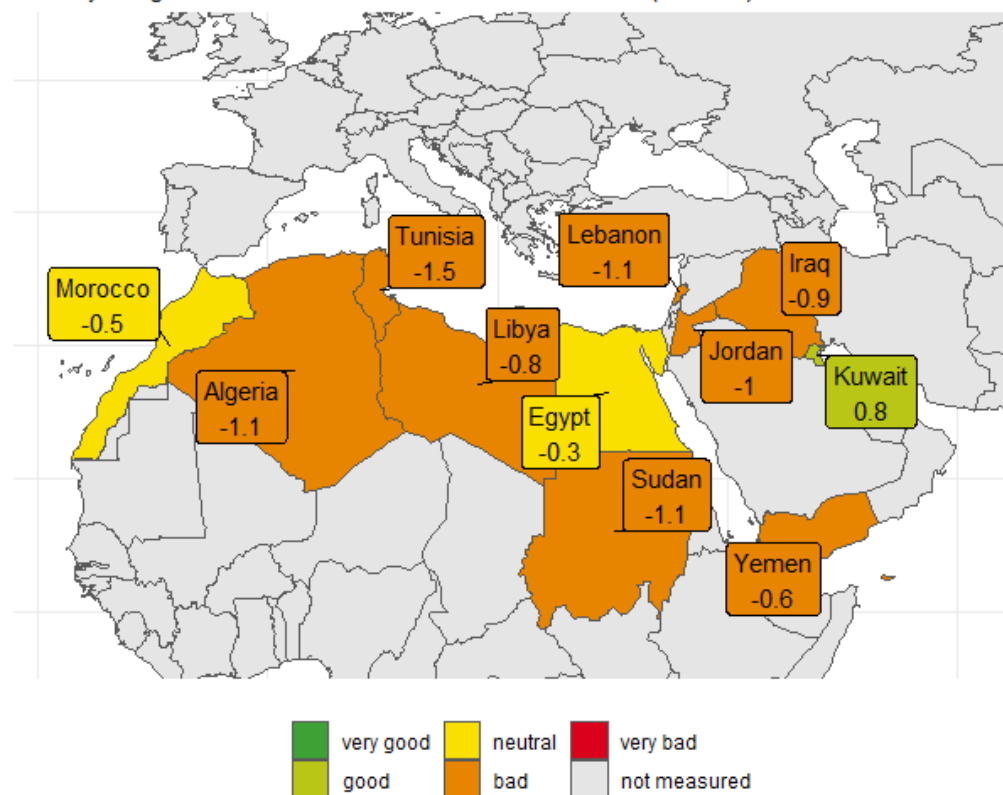 Tunisia
-1.5
Lebanon
-1.1
Iraq
-0.9
Morocco
-0.5
Libya
-0.8
Jordan
-1
Kuwait
0.8
Algeria
-1.1
Egypt
-0.3
Sudan
-1.1
Yemen
-0.6
very good
neutral
very bad
good
bad
not measured